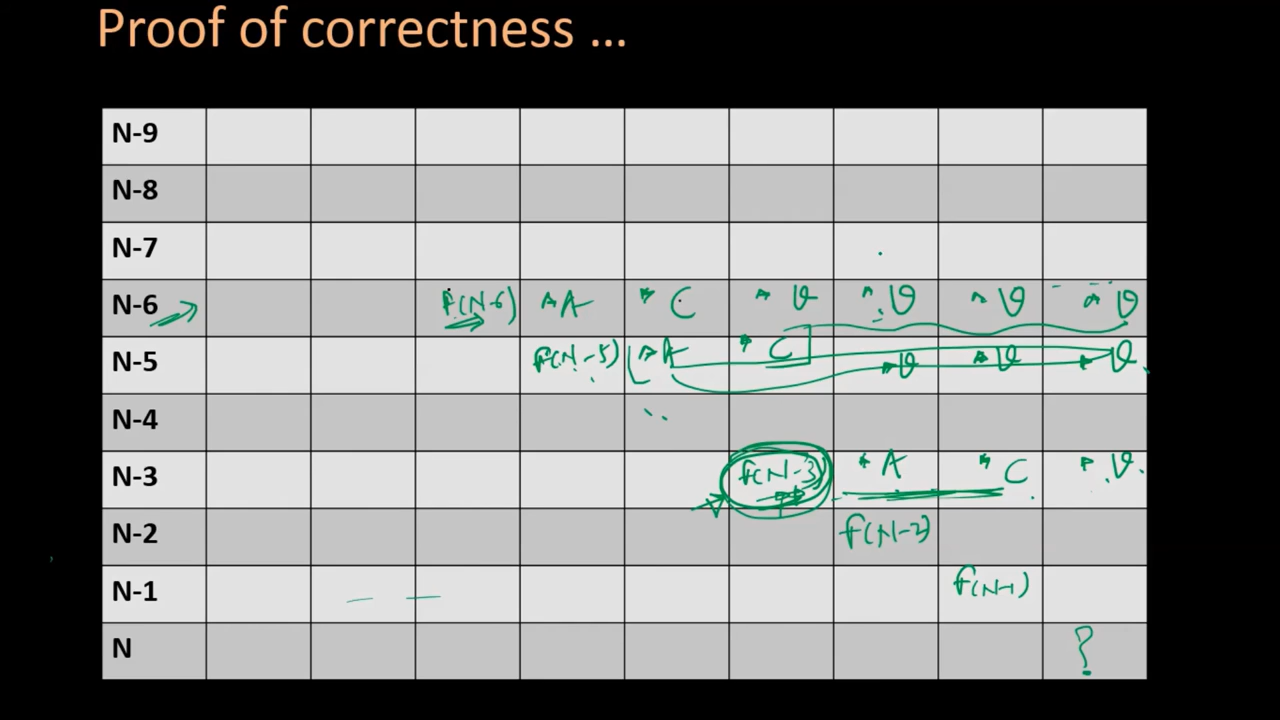 Proof of correctness ...
N-9
N-8
N-7
N-6 f(N-6) * A * C * V * V * V * V
N-5 f(N-5) * A * C * V * V * V
N-4
N-3 f(N-3) * A * C * V
N-2 f(N-2)
N-1 f(N-1)
N ?